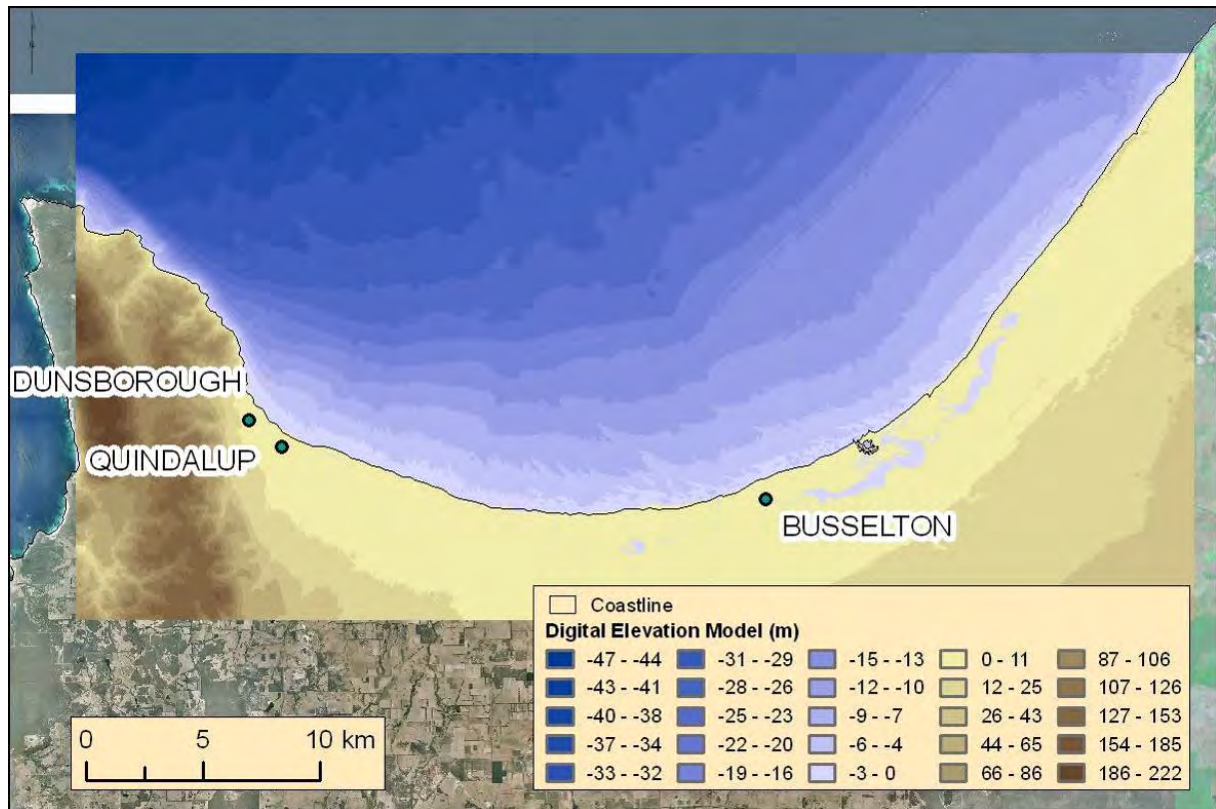 DUNSBOROUGH
QUINDALUP
BUSSELTON
Coastline
Digital Elevation Model (m)
-47 - -44
-43 - -41
-40 - -38
-37 - -34
-33 - -32
-31 - -29
-28 - -26
-25 - -23
-22 - -20
-19 - -16
-15 - -13
-12 - -10
-9 - -7
-6 - -4
-3 - 0
0 - 11
12 - 25
26 - 43
44 - 65
66 - 86
87 - 106
107 - 126
127 - 153
154 - 185
186 - 222
0 5 10 km